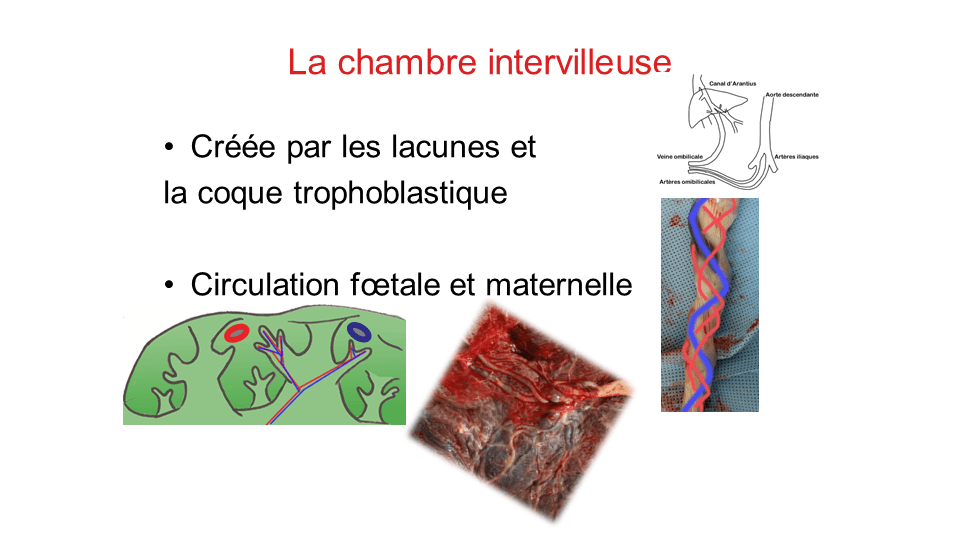 La chambre intervilleuse
Canal d'Arantius
Aorte descendante
• Créée par les lacunes et
la coque trophoblastique
Veine ombilicale
Artères iliaques
Artères omibilicales
• Circulation fœtale et maternelle